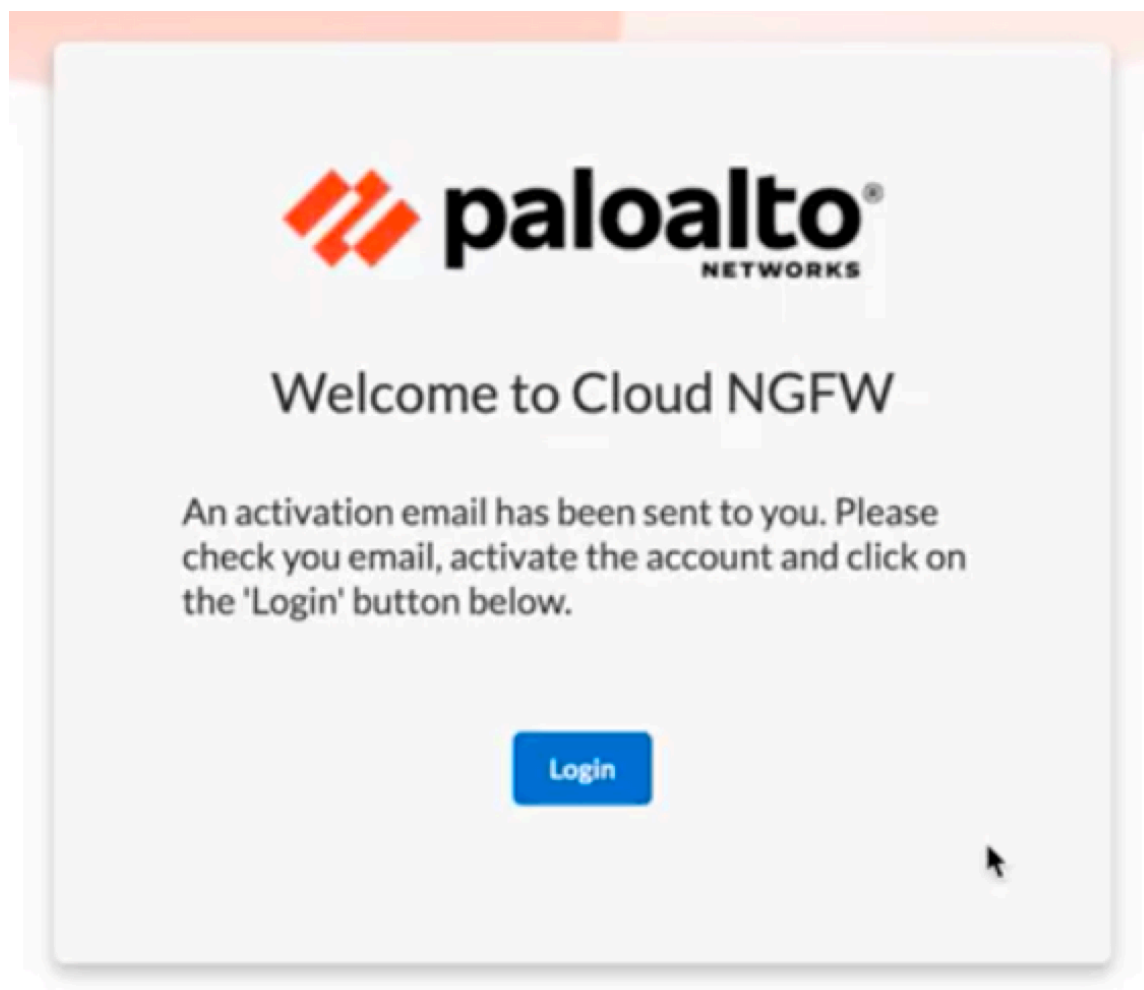 paloalto®
NETWORKS
Welcome to Cloud NGFW
An activation email has been sent to you. Please
check you email, activate the account and click on
the 'Login' button below.
Login